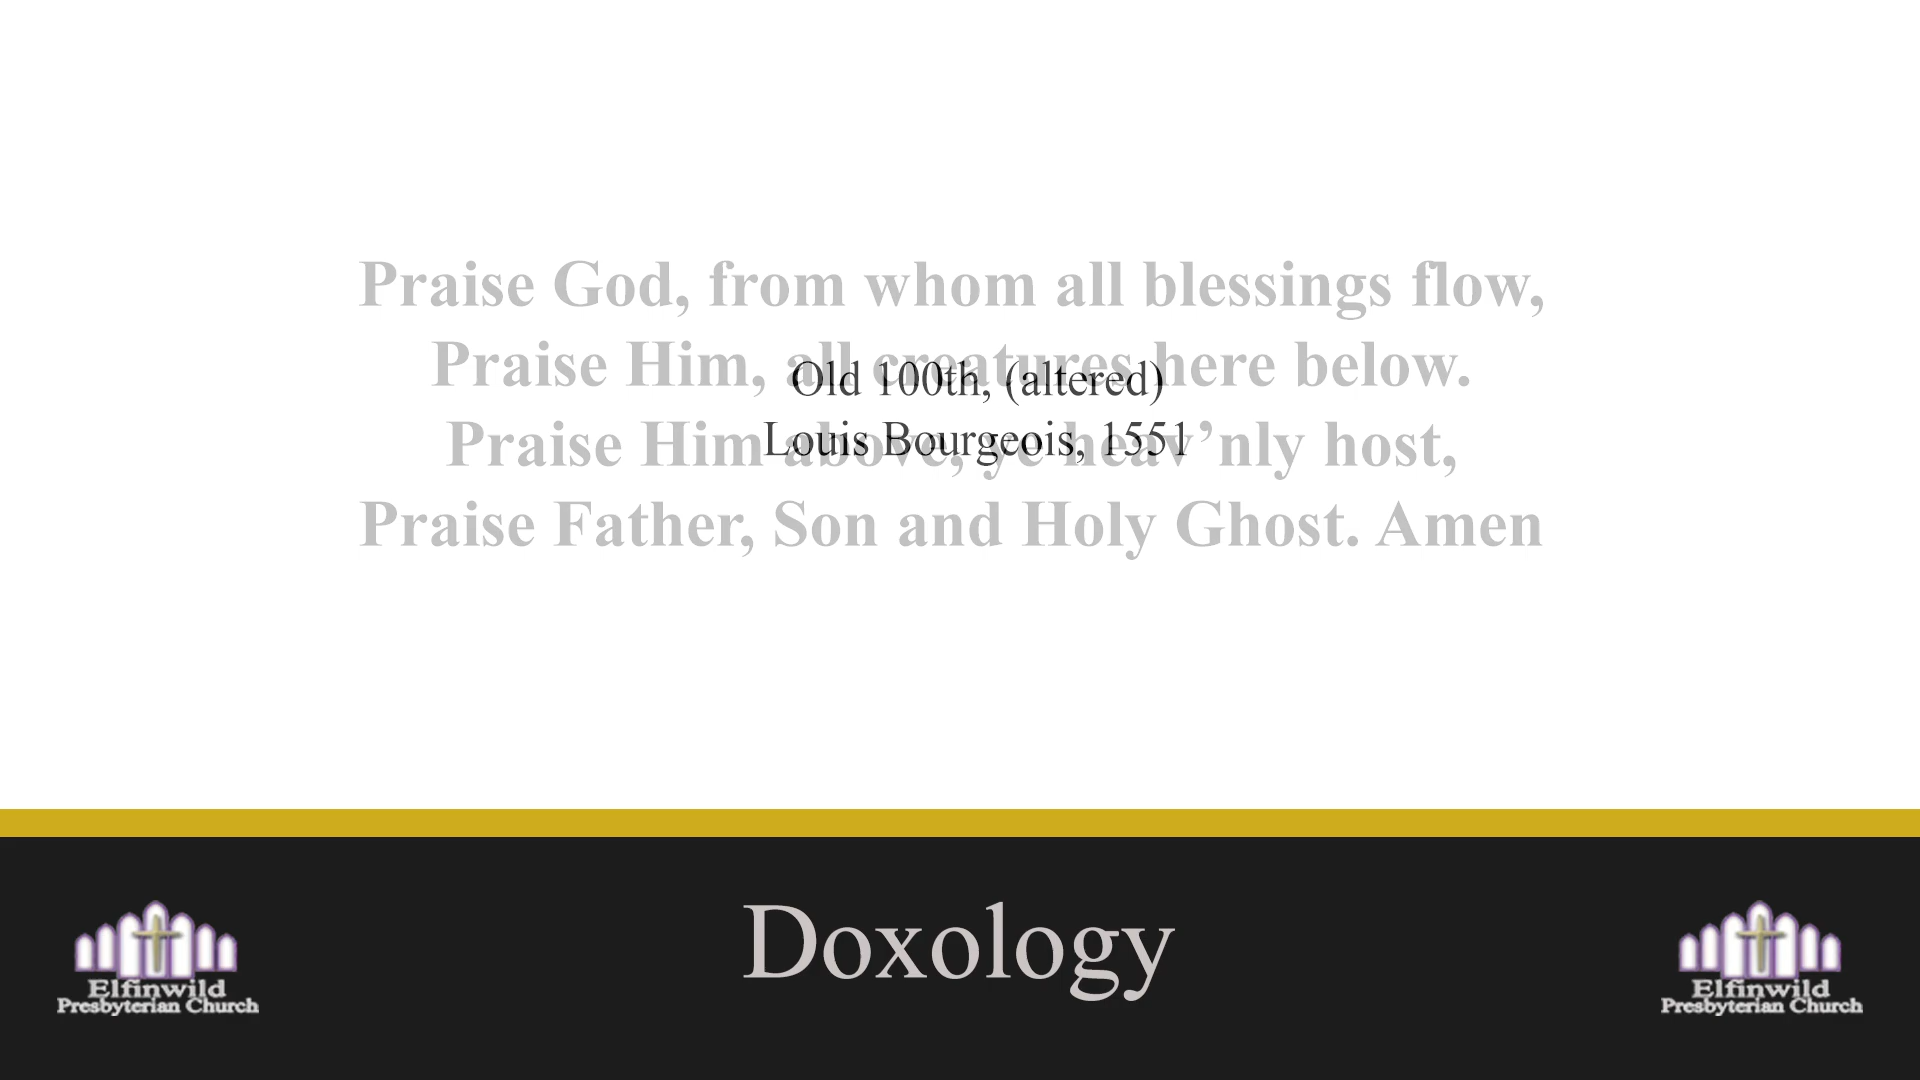 Praise God, from whom all blessings flow,
Praise Him, all creatures here below.
Old 100th, (altered)
Praise Him above, ye heav’nly host,
Louis Bourgeois, 1551
Praise Father, Son and Holy Ghost. Amen
Doxology
Elfinwild
Presbyterian Church
Elfinwild
Presbyterian Church